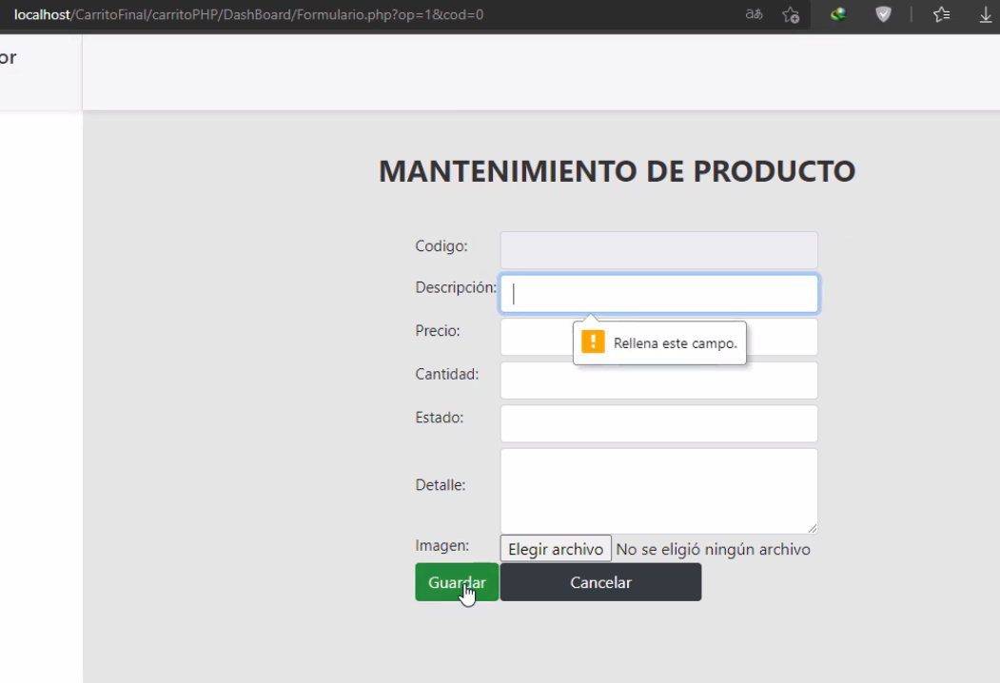 localhost/CarritoFinal/carritoPHP/DashBoard/Formulario.php?op=1&cod=0
or
MANTENIMIENTO DE PRODUCTO
Codigo:
Descripción:
Rellena este campo.
Precio:
Cantidad:
Estado:
Detalle:
Imagen: Elegir archivo No se eligió ningún archivo
Guardar Cancelar